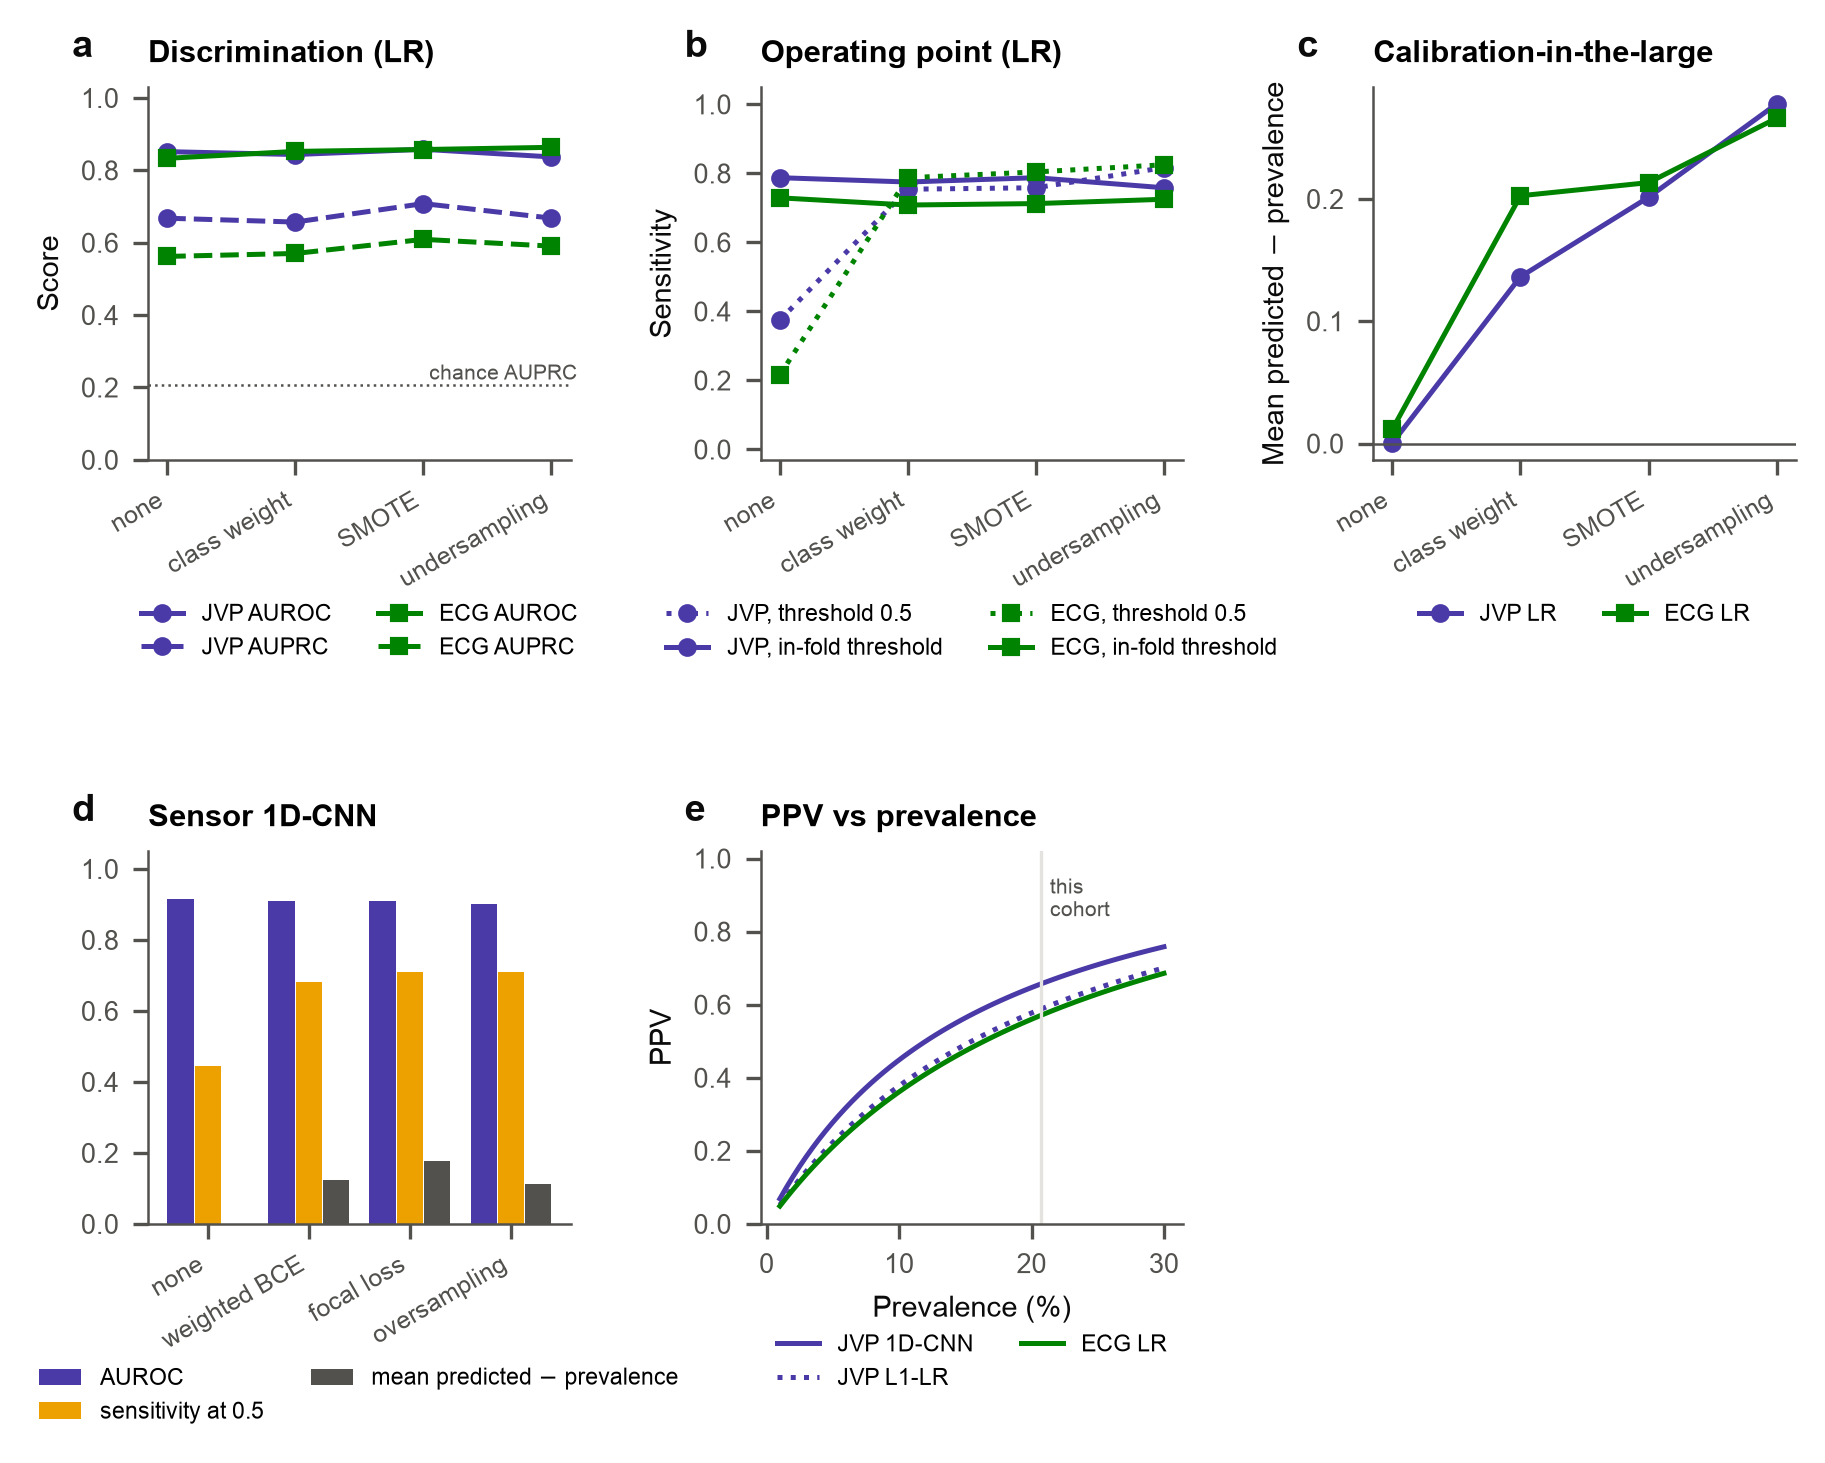 a
Discrimination (LR)
Score
1.0
0.8
0.6
0.4
0.2
0.0
chance AUPRC
none
class weight
SMOTE
undersampling
JVP AUROC
ECG AUROC
JVP AUPRC
ECG AUPRC
b
Operating point (LR)
Sensitivity
1.0
0.8
0.6
0.4
0.2
0.0
none
class weight
SMOTE
undersampling
JVP, threshold 0.5
ECG, threshold 0.5
JVP, in-fold threshold
ECG, in-fold threshold
c
Calibration-in-the-large
Mean predicted − prevalence
0.2
0.1
0.0
none
class weight
SMOTE
undersampling
JVP LR
ECG LR
d
Sensor 1D-CNN
1.0
0.8
0.6
0.4
0.2
0.0
none
weighted BCE
focal loss
oversampling
AUROC
mean predicted − prevalence
sensitivity at 0.5
e
PPV vs prevalence
PPV
1.0
0.8
0.6
0.4
0.2
0.0
this
cohort
0
10
20
30
Prevalence (%)
JVP 1D-CNN
ECG LR
JVP L1-LR